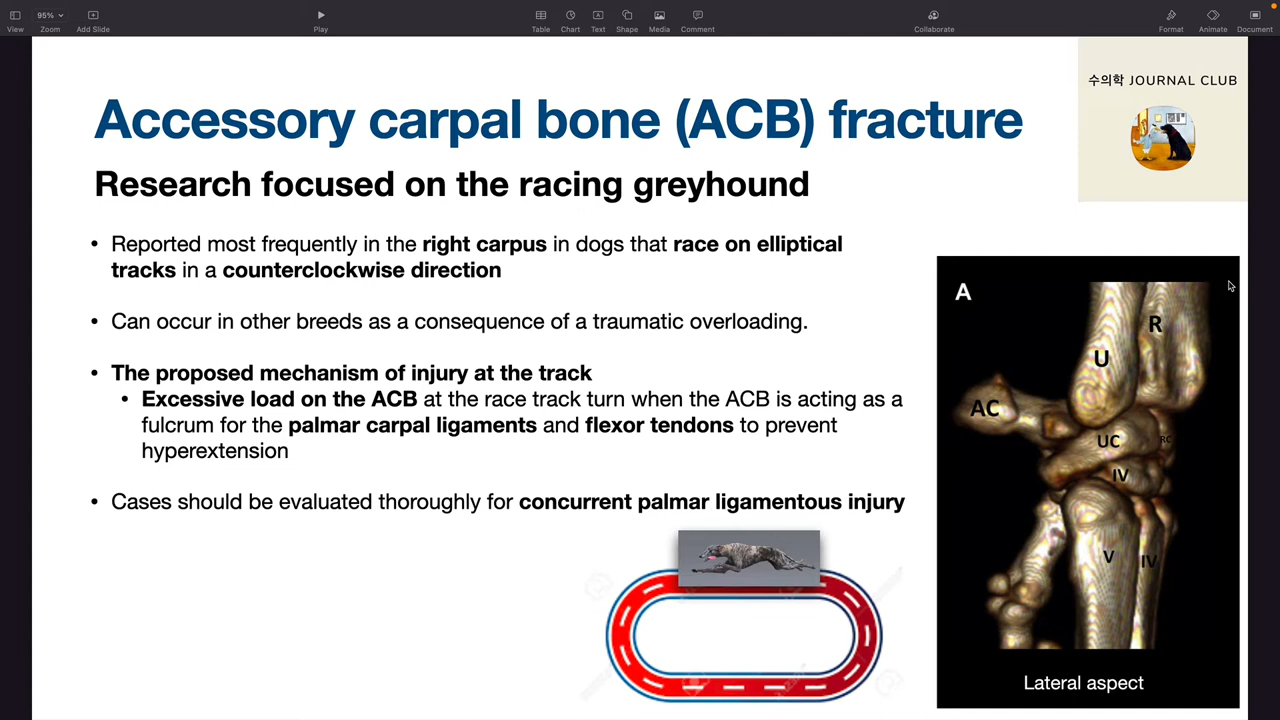 95%
View
Zoom
Add Slide
Play
Table
Chart
Text
Shape
Media
Comment
Collaborate
Format
Animate
Document
수의학 JOURNAL CLUB
Accessory carpal bone (ACB) fracture
Research focused on the racing greyhound
• Reported most frequently in the right carpus in dogs that race on elliptical
tracks in a counterclockwise direction
• Can occur in other breeds as a consequence of a traumatic overloading.
• The proposed mechanism of injury at the track
• Excessive load on the ACB at the race track turn when the ACB is acting as a
fulcrum for the palmar carpal ligaments and flexor tendons to prevent
hyperextension
• Cases should be evaluated thoroughly for concurrent palmar ligamentous injury
A
R
U
AC
UC
RC
IV
V
IV
Lateral aspect